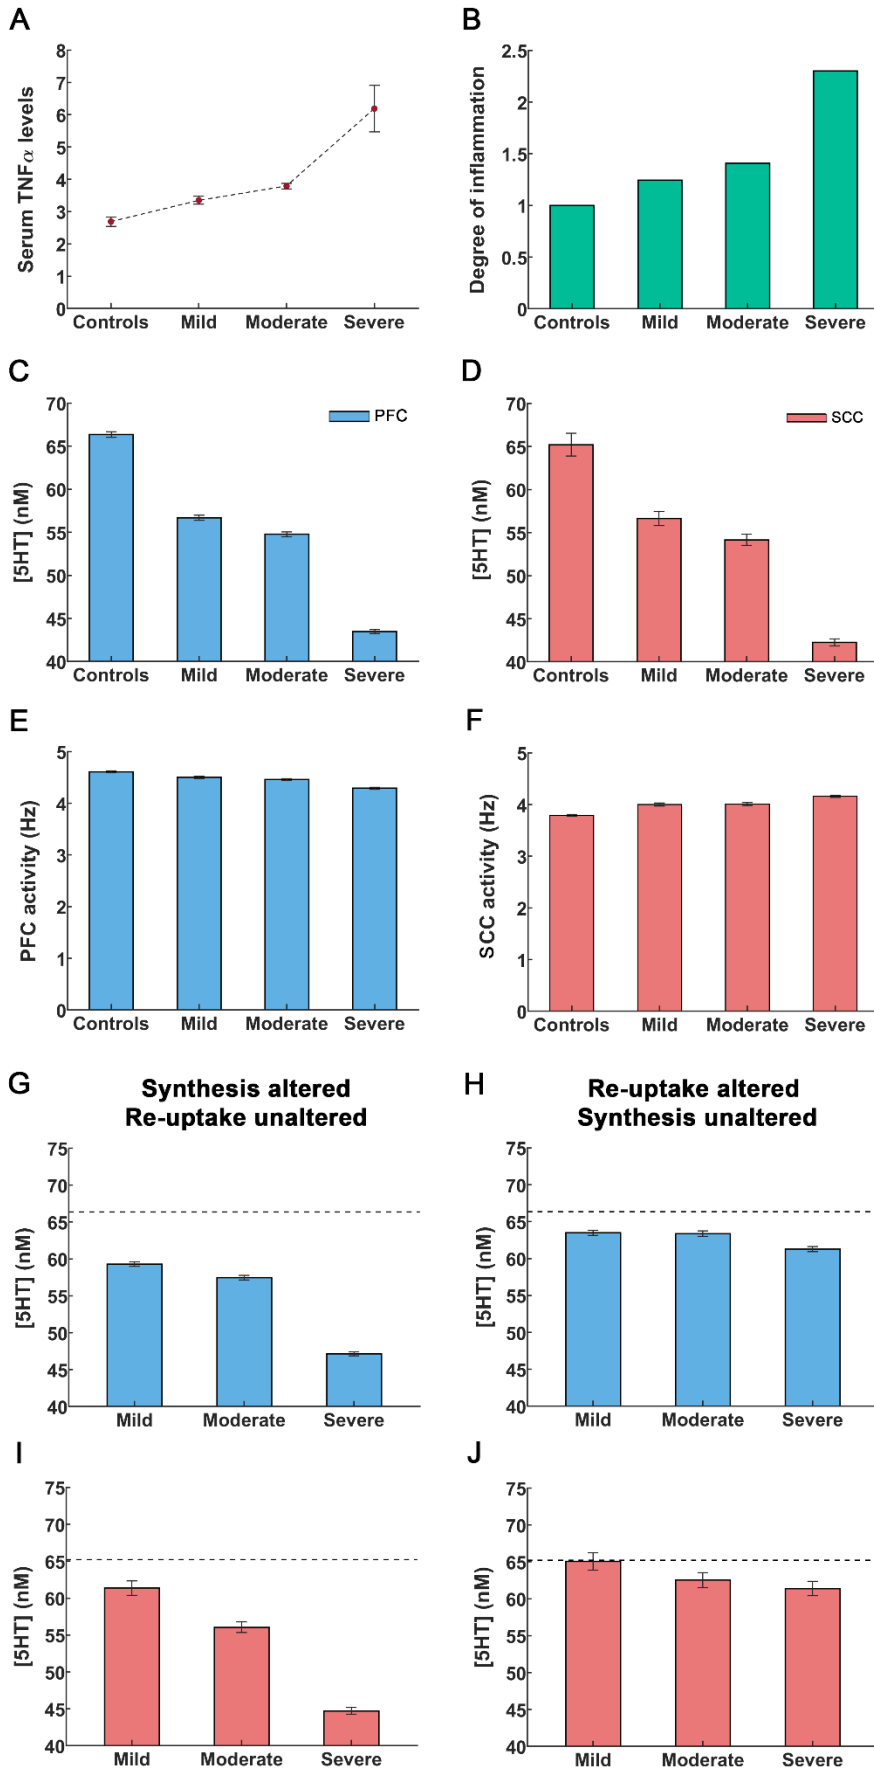 A
Serum TNFα levels
8
7
6
5
4
3
2
1
0
Controls Mild Moderate Severe
B
Degree of inflammation
2.5
2
1.5
1
0.5
0
Controls Mild Moderate Severe
C
[5HT] (nM)
70
65
60
55
50
45
40
PFC
Controls Mild Moderate Severe
D
[5HT] (nM)
70
65
60
55
50
45
40
SCC
Controls Mild Moderate Severe
E
PFC activity (Hz)
5
4
3
2
1
0
Controls Mild Moderate Severe
F
SCC activity (Hz)
5
4
3
2
1
0
Controls Mild Moderate Severe
G
Synthesis altered
Re-uptake unaltered
[5HT] (nM)
75
70
65
60
55
50
45
40
Mild Moderate Severe
H
Re-uptake altered
Synthesis unaltered
[5HT] (nM)
75
70
65
60
55
50
45
40
Mild Moderate Severe
I
[5HT] (nM)
75
70
65
60
55
50
45
40
Mild Moderate Severe
J
[5HT] (nM)
75
70
65
60
55
50
45
40
Mild Moderate Severe